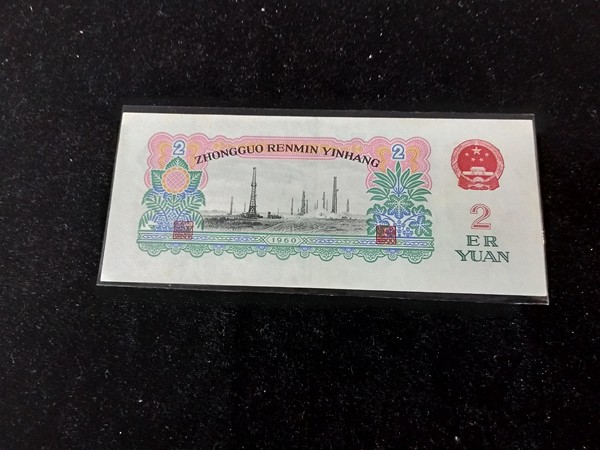 2
ZHONGGUO RENMIN YINHANG
2
1960
2
ER
YUAN